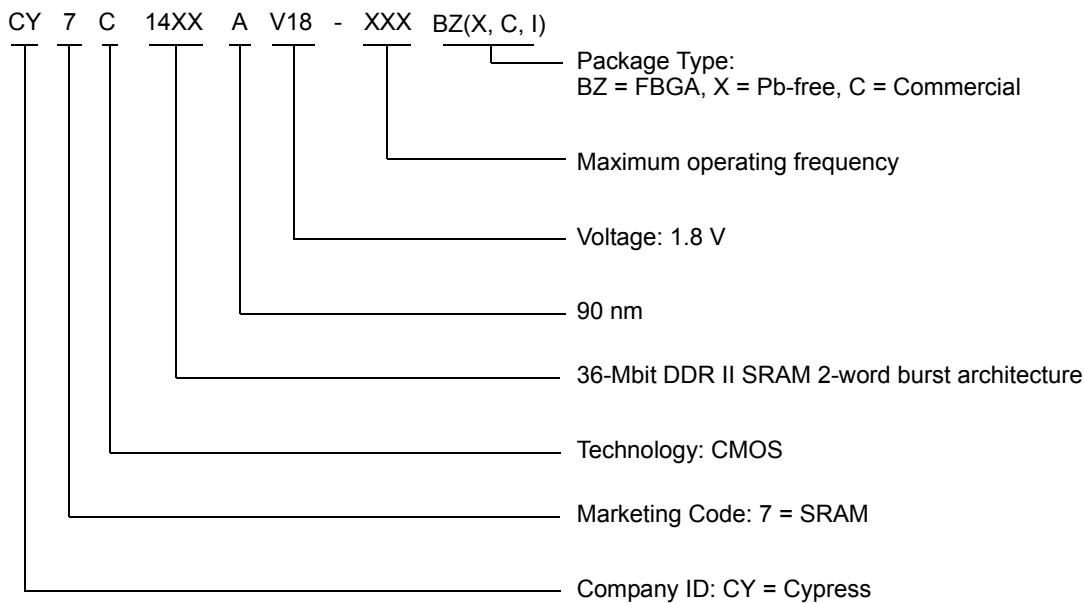 CY 7 C 14XX A V18 - XXX BZ(X, C, I)
Package Type:
BZ = FBGA, X = Pb-free, C = Commercial
Maximum operating frequency
Voltage: 1.8 V
90 nm
36-Mbit DDR II SRAM 2-word burst architecture
Technology: CMOS
Marketing Code: 7 = SRAM
Company ID: CY = Cypress